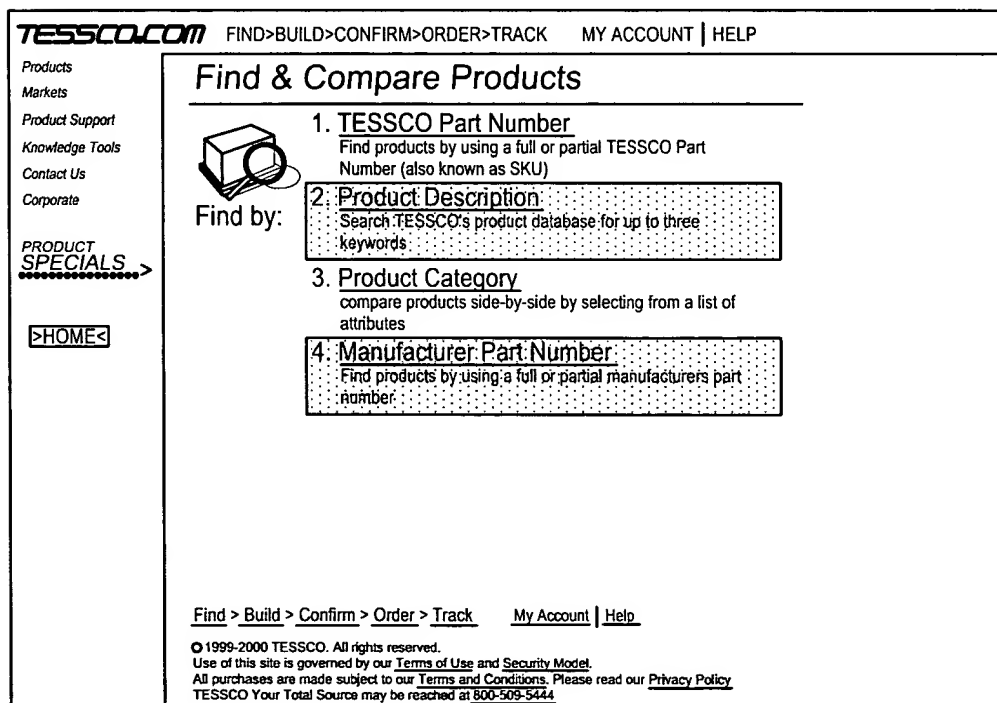 TESSCO.COM FIND>BUILD>CONFIRM>ORDER>TRACK MY ACCOUNT | HELP
Products
Markets
Product Support
Knowledge Tools
Contact Us
Corporate
PRODUCT
SPECIALS >
>HOME<
Find & Compare Products
Find by:
1. TESSCO Part Number
Find products by using a full or partial TESSCO Part
Number (also known as SKU)
2. Product Description
Search TESSCO's product database for up to three
keywords
3. Product Category
compare products side-by-side by selecting from a list of
attributes
4. Manufacturer Part Number
Find products by using a full or partial manufacturers part
number
Find > Build > Confirm > Order > Track My Account | Help
© 1999-2000 TESSCO. All rights reserved.
Use of this site is governed by our Terms of Use and Security Model.
All purchases are made subject to our Terms and Conditions. Please read our Privacy Policy
TESSCO Your Total Source may be reached at 800-509-5444